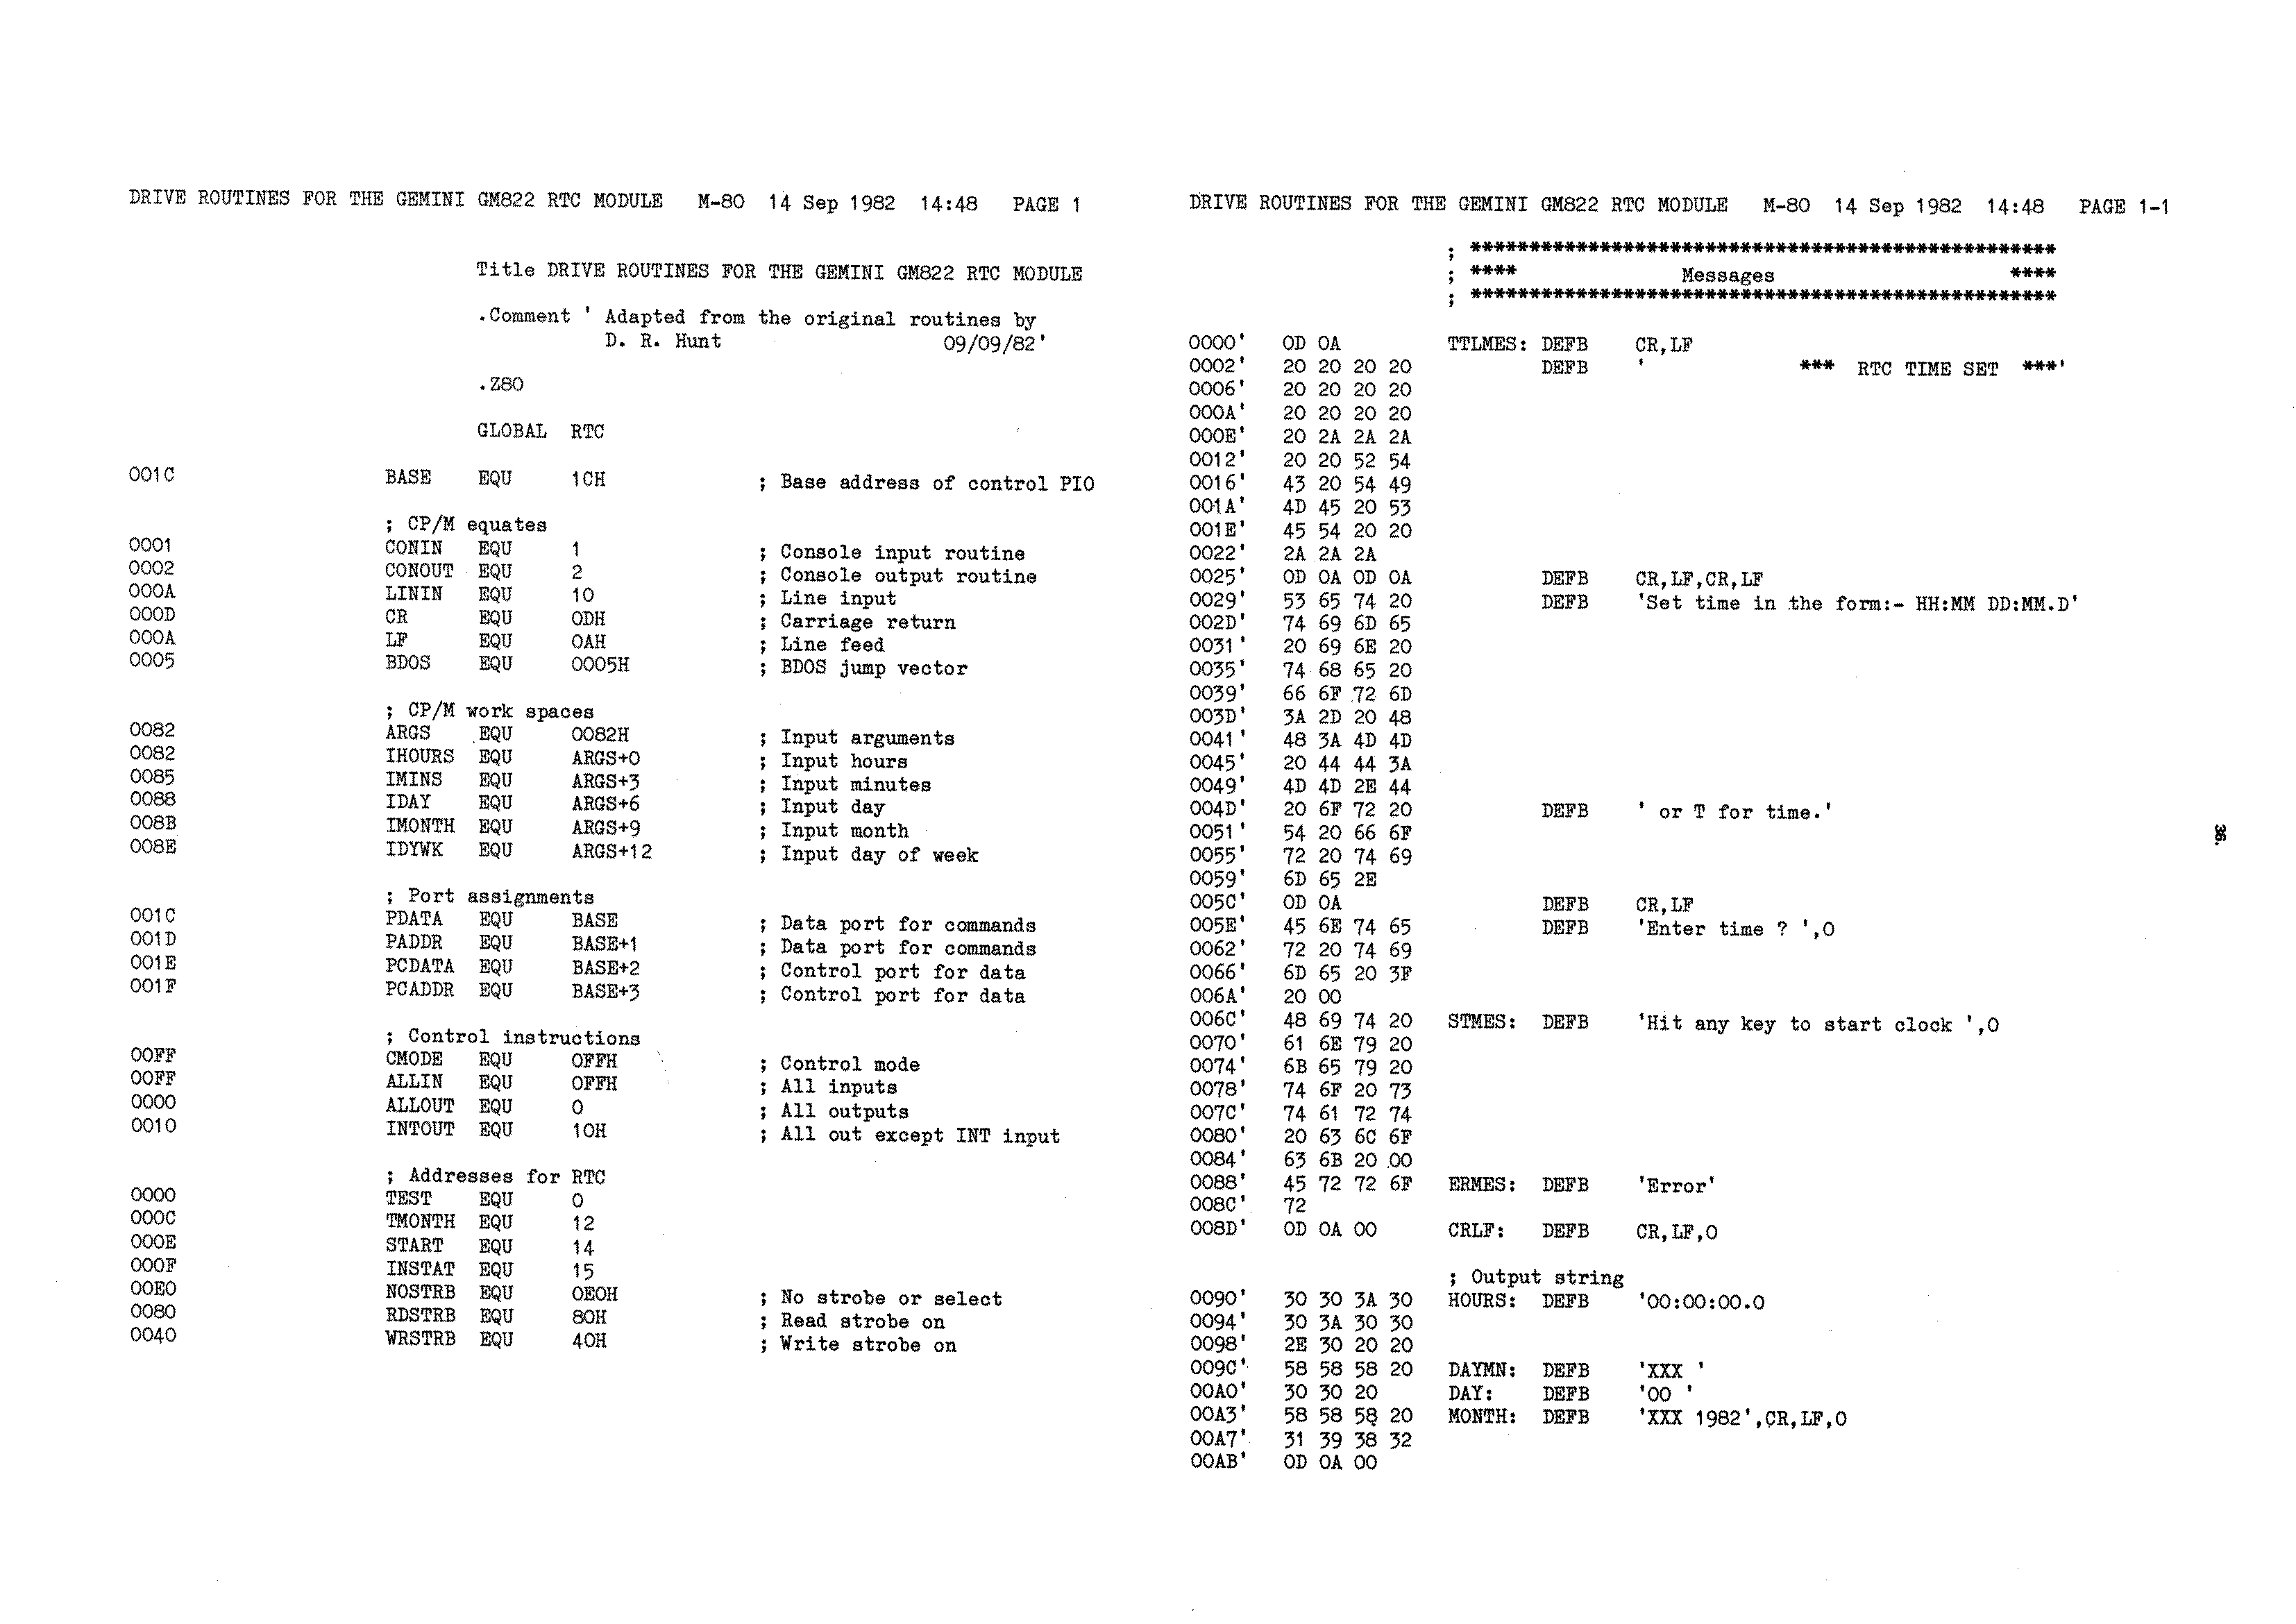 DRIVE ROUTINES FOR THE GEMINI GM822 RTC MODULE   M-80  14 Sep 1982  14:48   PAGE 1
Title DRIVE ROUTINES FOR THE GEMINI GM822 RTC MODULE
.Comment ' Adapted from the original routines by
D. R. Hunt                   09/09/82'
.Z80
GLOBAL  RTC
001C   BASE    EQU     1CH     ; Base address of control PIO
; CP/M equates
0001   CONIN   EQU     1       ; Console input routine
0002   CONOUT  EQU     2       ; Console output routine
000A   LININ   EQU     10      ; Line input
000D   CR      EQU     0DH     ; Carriage return
000A   LF      EQU     0AH     ; Line feed
0005   BDOS    EQU     0005H   ; BDOS jump vector
; CP/M work spaces
0082   ARGS    EQU     0082H   ; Input arguments
0082   IHOURS  EQU     ARGS+0  ; Input hours
0085   IMINS   EQU     ARGS+3  ; Input minutes
0088   IDAY    EQU     ARGS+6  ; Input day
008B   IMONTH  EQU     ARGS+9  ; Input month
008E   IDYWK   EQU     ARGS+12 ; Input day of week
; Port assignments
001C   PDATA   EQU     BASE    ; Data port for commands
001D   PADDR   EQU     BASE+1  ; Data port for commands
001E   PCDATA  EQU     BASE+2  ; Control port for data
001F   PCADDR  EQU     BASE+3  ; Control port for data
; Control instructions
00FF   CMODE   EQU     0FFH    ; Control mode
00FF   ALLIN   EQU     0FFH    ; All inputs
0000   ALLOUT  EQU     0       ; All outputs
0010   INTOUT  EQU     10H     ; All out except INT input
; Addresses for RTC
0000   TEST    EQU     0
000C   TMONTH  EQU     12
000E   START   EQU     14
000F   INSTAT  EQU     15
00E0   NOSTRB  EQU     0E0H    ; No strobe or select
0080   RDSTRB  EQU     80H     ; Read strobe on
0040   WRSTRB  EQU     40H     ; Write strobe on
DRIVE ROUTINES FOR THE GEMINI GM822 RTC MODULE   M-80  14 Sep 1982  14:48   PAGE 1-1
; **************************************************
; ****              Messages                    ****
; **************************************************
0000'   0D 0A         TTLMES: DEFB    CR,LF
0002'   20 20 20 20           DEFB    '             ***  RTC TIME SET  ***'
0006'   20 20 20 20
000A'   20 20 20 20
000E'   20 2A 2A 2A
0012'   20 20 52 54
0016'   43 20 54 49
001A'   4D 45 20 53
001E'   45 54 20 20
0022'   2A 2A 2A
0025'   0D 0A 0D 0A           DEFB    CR,LF,CR,LF
0029'   53 65 74 20           DEFB    'Set time in the form:- HH:MM DD:MM.D'
002D'   74 69 6D 65
0031'   20 69 6E 20
0035'   74 68 65 20
0039'   66 6F 72 6D
003D'   3A 2D 20 48
0041'   48 3A 4D 4D
0045'   20 44 44 3A
0049'   4D 4D 2E 44
004D'   20 6F 72 20           DEFB    ' or T for time.'
0051'   54 20 66 6F
0055'   72 20 74 69
0059'   6D 65 2E
005C'   0D 0A                 DEFB    CR,LF
005E'   45 6E 74 65           DEFB    'Enter time ? ',0
0062'   72 20 74 69
0066'   6D 65 20 3F
006A'   20 00
006C'   48 69 74 20   STMES:  DEFB    'Hit any key to start clock ',0
0070'   61 6E 79 20
0074'   6B 65 79 20
0078'   74 6F 20 73
007C'   74 61 72 74
0080'   20 63 6C 6F
0084'   63 6B 20 00
0088'   45 72 72 6F   ERMES:  DEFB    'Error'
008C'   72
008D'   0D 0A 00      CRLF:   DEFB    CR,LF,0
; Output string
0090'   30 30 3A 30   HOURS:  DEFB    '00:00:00.0
0094'   30 3A 30 30
0098'   2E 30 20 20
009C'   58 58 58 20   DAYMN:  DEFB    'XXX '
00A0'   30 30 20      DAY:    DEFB    '00 '
00A3'   58 58 58 20   MONTH:  DEFB    'XXX 1982',CR,LF,0
00A7'   31 39 38 32
00AB'   0D 0A 00
36.